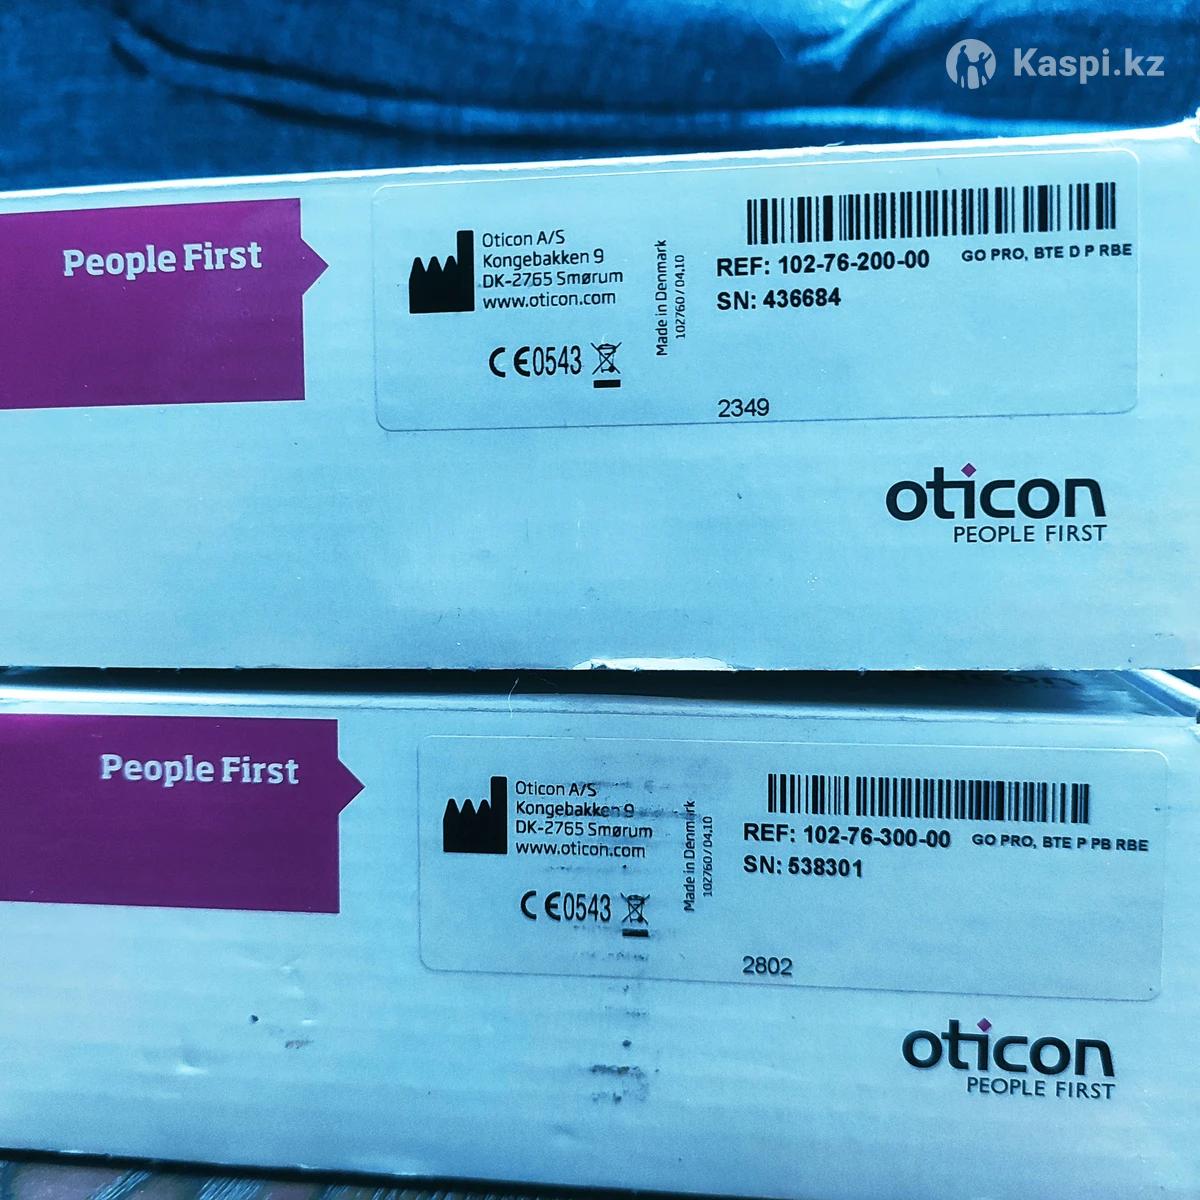 Kaspi.kz
People First
Oticon A/S
Kongebakken 9
DK-2765 Smørum
www.oticon.com
CE0543
Made in Denmark
102760 / 04.10
REF: 102-76-200-00 GO PRO, BTE D P RBE
SN: 436684
2349
oticon
PEOPLE FIRST
People First
Oticon A/S
Kongebakken 9
DK-2765 Smørum
www.oticon.com
CE0543
Made in Denmark
102760 / 04.10
REF: 102-76-300-00 GO PRO, BTE P PB RBE
SN: 538301
2802
oticon
PEOPLE FIRST